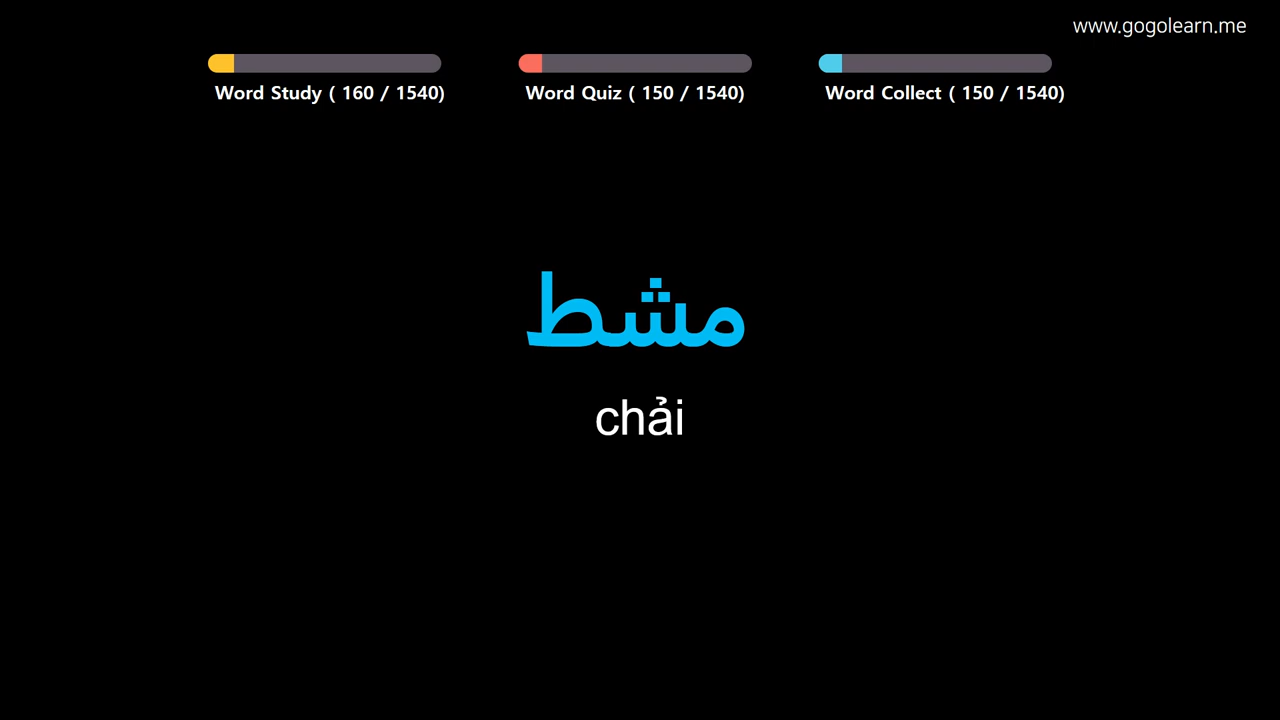 www.gogolearn.me
Word Study ( 160 / 1540)
Word Quiz ( 150 / 1540)
Word Collect ( 150 / 1540)
مشط
chải